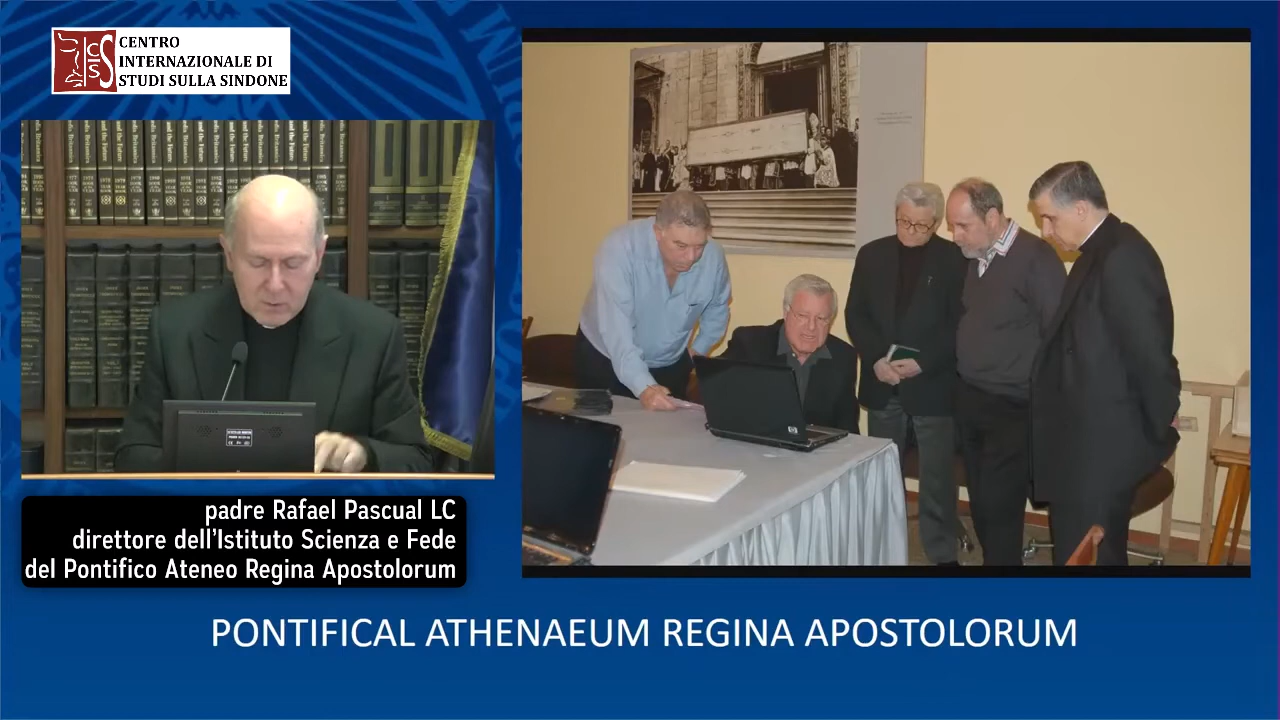 CENTRO
INTERNAZIONALE DI
STUDI SULLA SINDONE
padre Rafael Pascual LC
direttore dell'Istituto Scienza e Fede
del Pontifico Ateneo Regina Apostolorum
PONTIFICAL ATHENAEUM REGINA APOSTOLORUM